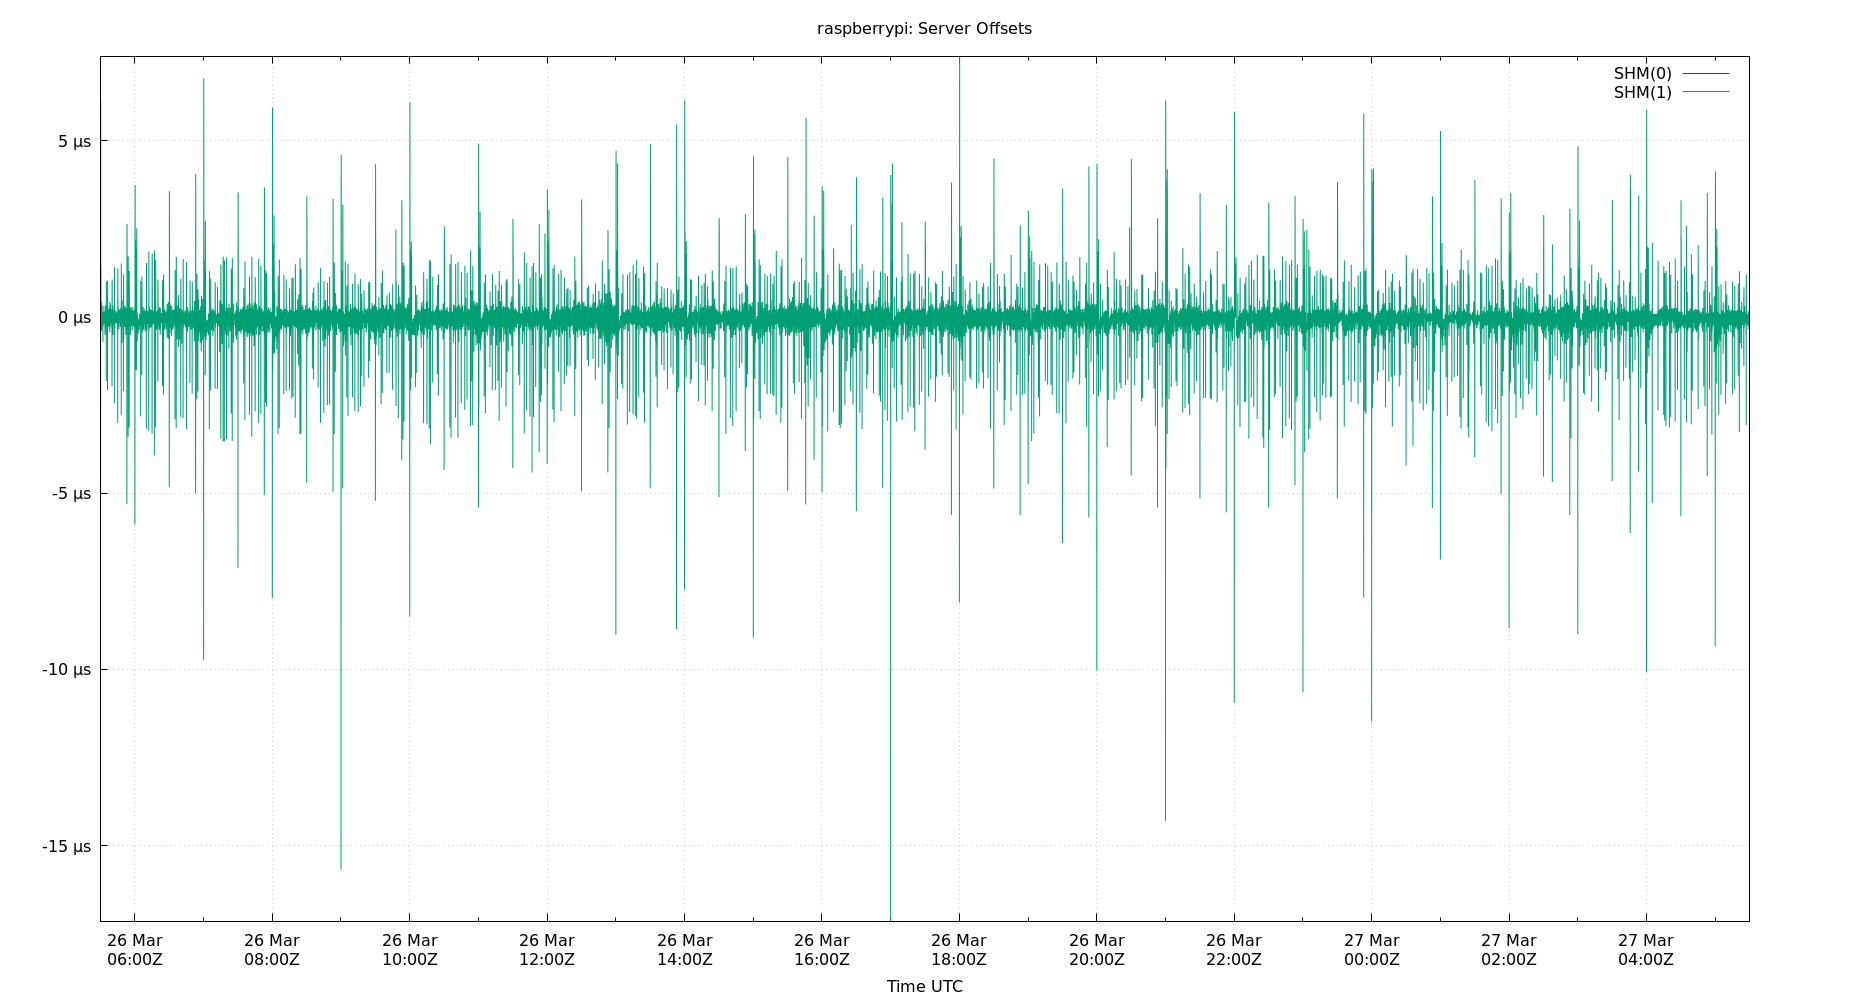 raspberrypi: Server Offsets
SHM(0)
SHM(1)
5 µs
0 µs
-5 µs
-10 µs
-15 µs
26 Mar 26 Mar 26 Mar 26 Mar 26 Mar 26 Mar 26 Mar 26 Mar 26 Mar 27 Mar 27 Mar 27 Mar
06:00Z 08:00Z 10:00Z 12:00Z 14:00Z 16:00Z 18:00Z 20:00Z 22:00Z 00:00Z 02:00Z 04:00Z
Time UTC